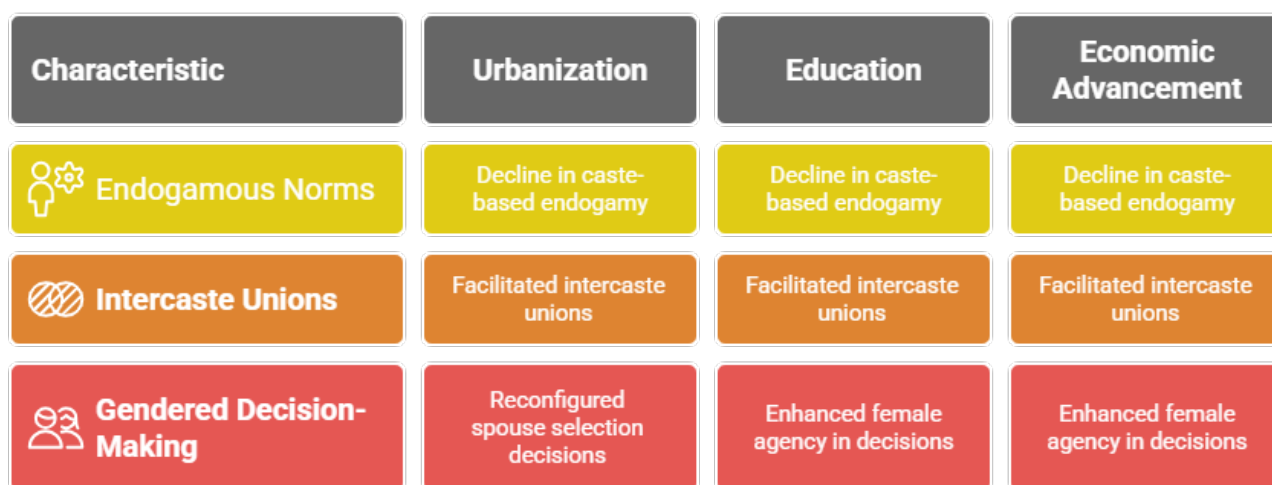 Characteristic
Urbanization
Education
Economic
Advancement
Endogamous Norms
Decline in caste-
based endogamy
Decline in caste-
based endogamy
Decline in caste-
based endogamy
Intercaste Unions
Facilitated intercaste
unions
Facilitated intercaste
unions
Facilitated intercaste
unions
Gendered Decision-
Making
Reconfigured
spouse selection
decisions
Enhanced female
agency in decisions
Enhanced female
agency in decisions